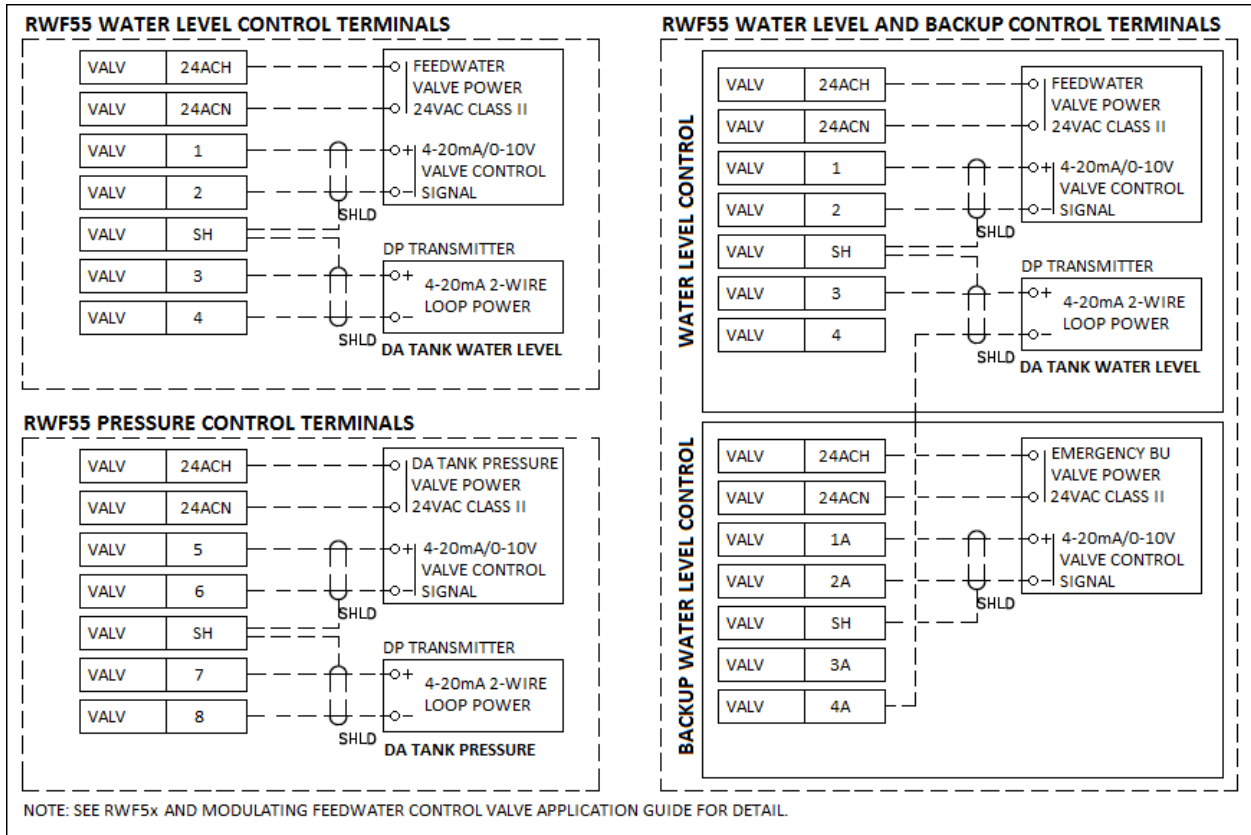 RWF55 WATER LEVEL CONTROL TERMINALS
VALV 24ACH
VALV 24ACN
VALV 1
VALV 2
VALV SH
VALV 3
VALV 4
FEEDWATER
VALVE POWER
24VAC CLASS II
+ 4-20mA/0-10V
VALVE CONTROL
- SIGNAL
SHLD
DP TRANSMITTER
+ 4-20mA 2-WIRE
LOOP POWER
-
SHLD
DA TANK WATER LEVEL
RWF55 PRESSURE CONTROL TERMINALS
VALV 24ACH
VALV 24ACN
VALV 5
VALV 6
VALV SH
VALV 7
VALV 8
DA TANK PRESSURE
VALVE POWER
24VAC CLASS II
+ 4-20mA/0-10V
VALVE CONTROL
- SIGNAL
SHLD
DP TRANSMITTER
+ 4-20mA 2-WIRE
LOOP POWER
-
SHLD
DA TANK PRESSURE
RWF55 WATER LEVEL AND BACKUP CONTROL TERMINALS
WATER LEVEL CONTROL
VALV 24ACH
VALV 24ACN
VALV 1
VALV 2
VALV SH
VALV 3
VALV 4
FEEDWATER
VALVE POWER
24VAC CLASS II
+ 4-20mA/0-10V
VALVE CONTROL
- SIGNAL
SHLD
DP TRANSMITTER
+ 4-20mA 2-WIRE
LOOP POWER
-
SHLD
DA TANK WATER LEVEL
BACKUP WATER LEVEL CONTROL
VALV 24ACH
VALV 24ACN
VALV 1A
VALV 2A
VALV SH
VALV 3A
VALV 4A
EMERGENCY BU
VALVE POWER
24VAC CLASS II
+ 4-20mA/0-10V
VALVE CONTROL
- SIGNAL
SHLD
NOTE: SEE RWF5x AND MODULATING FEEDWATER CONTROL VALVE APPLICATION GUIDE FOR DETAIL.